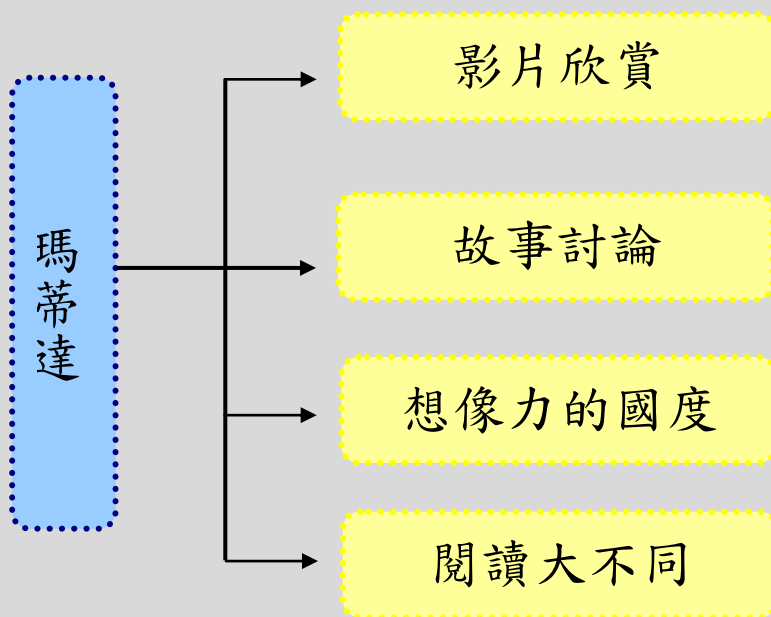 瑪蒂達
影片欣賞
故事討論
想像力的國度
閱讀大不同